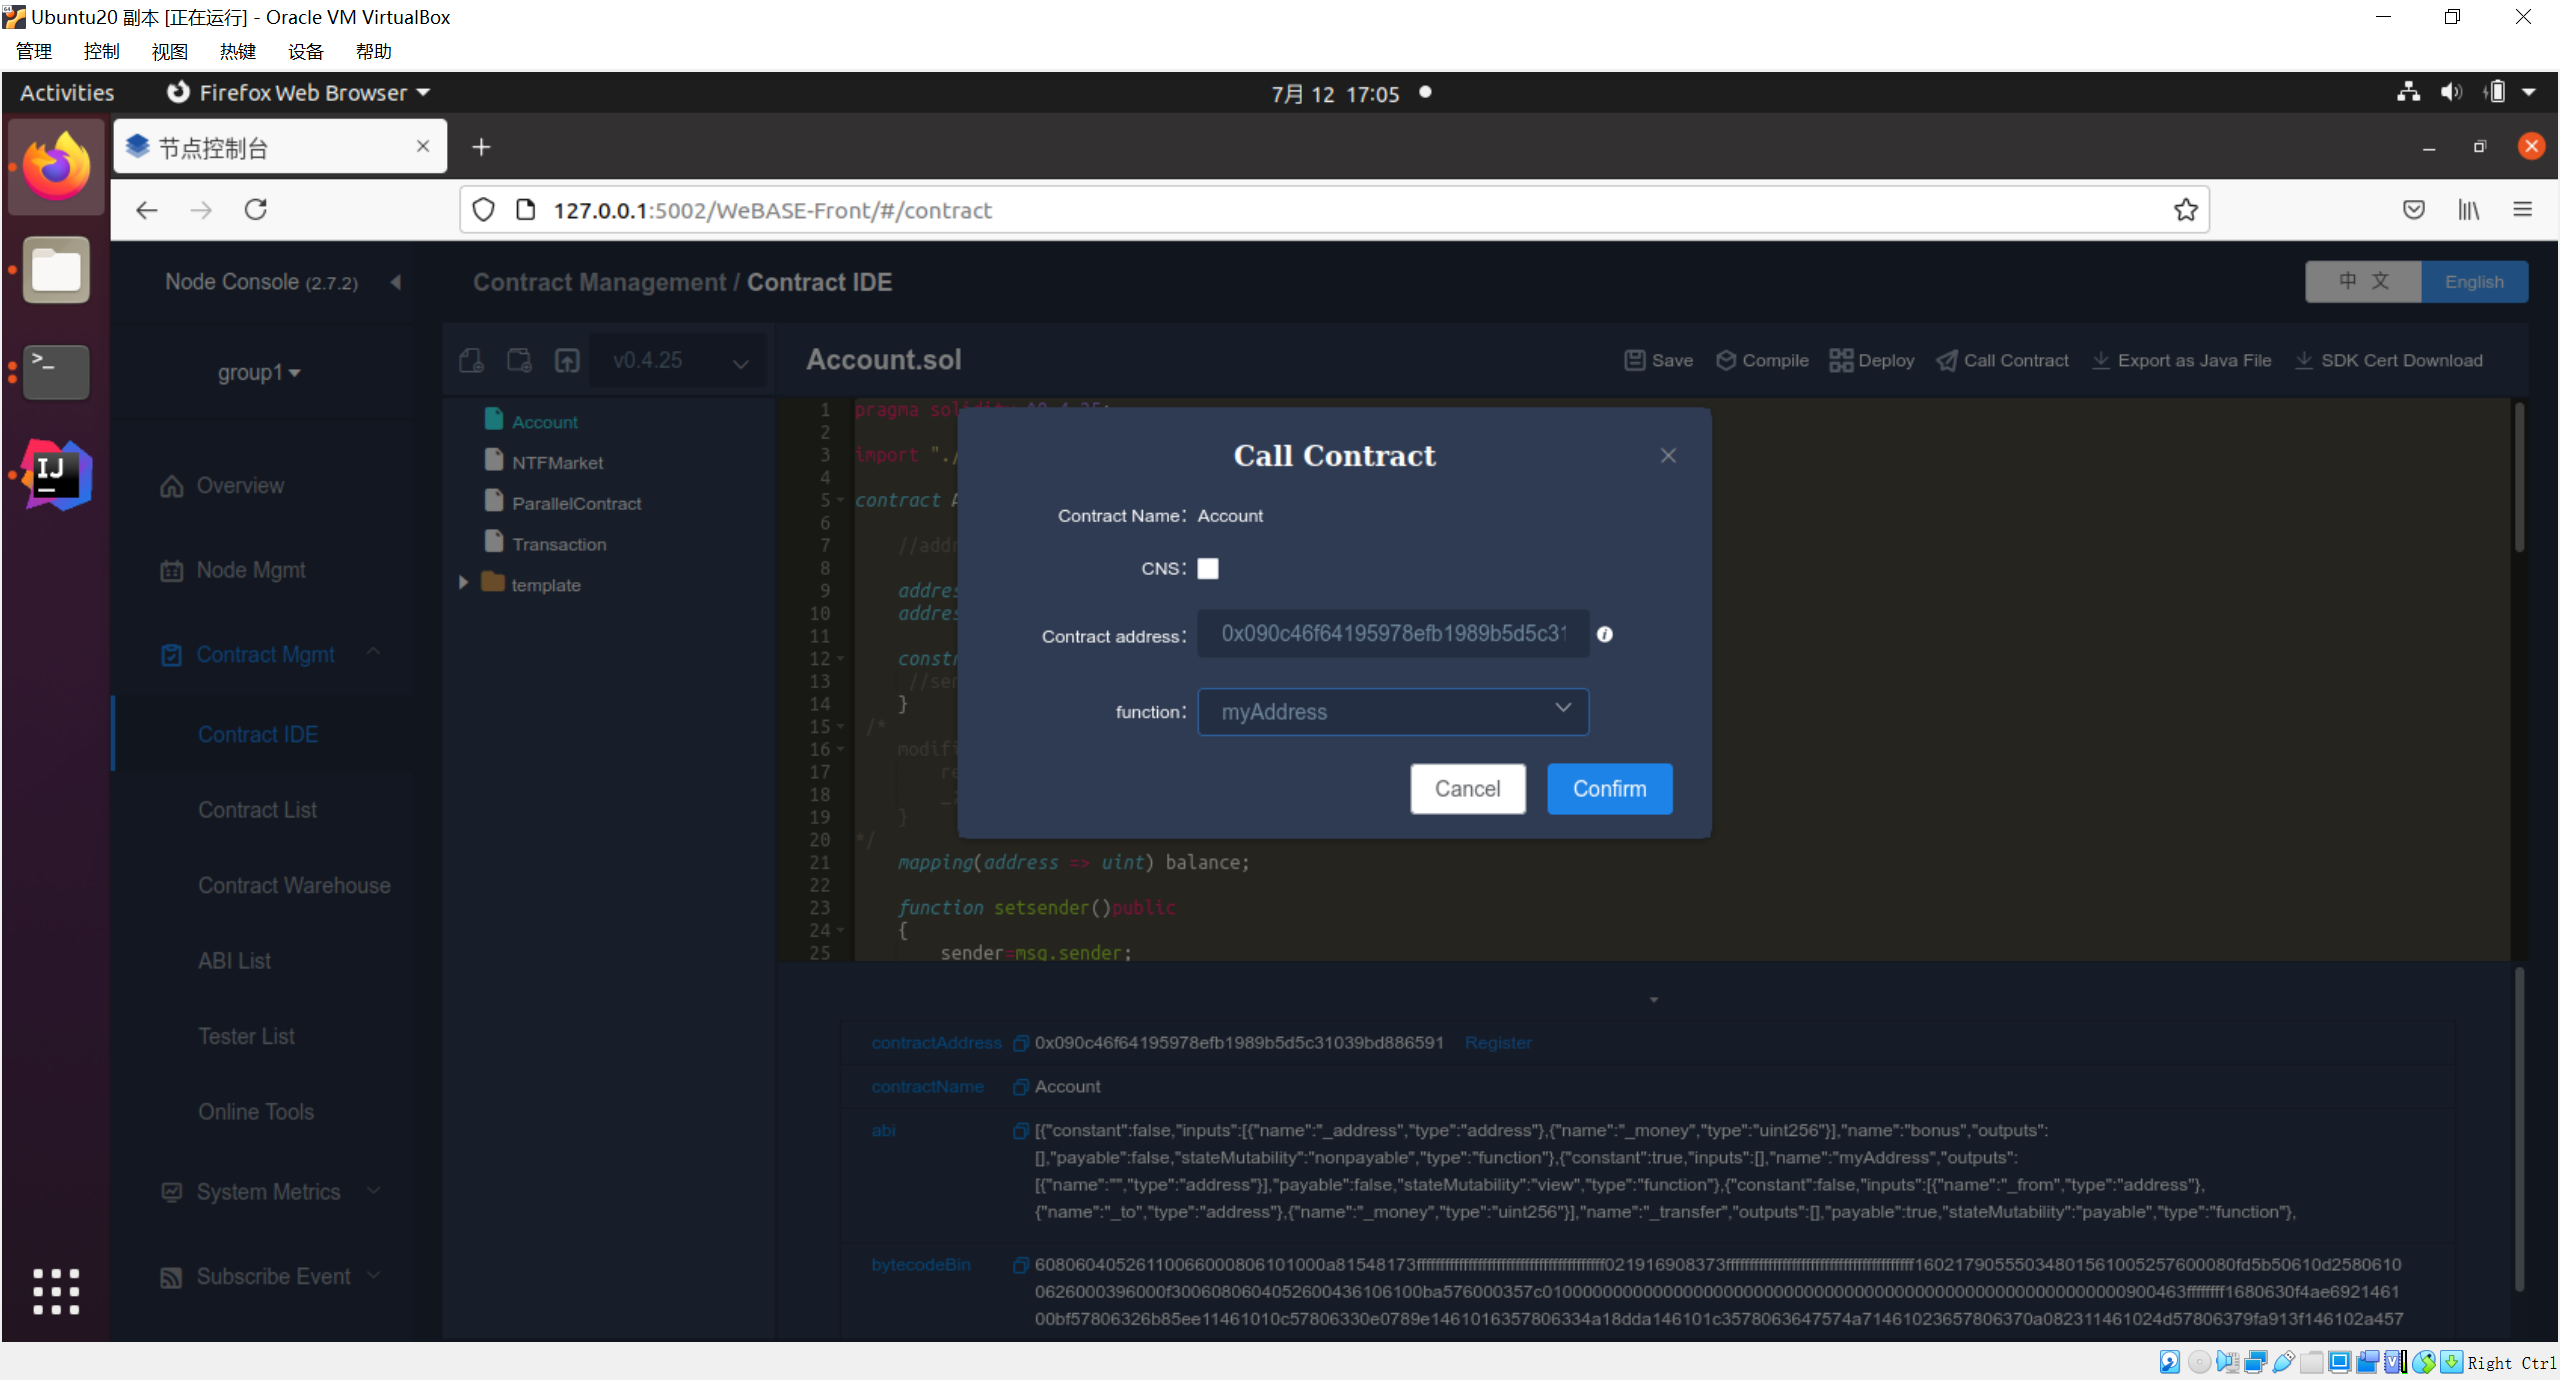 Ubuntu20 副本 [正在运行] - Oracle VM VirtualBox
管理 控制 视图 热键 设备 帮助
Activities Firefox Web Browser 7月 12 17:05
节点控制台
127.0.0.1:5002/WeBASE-Front/#/contract
Node Console (2.7.2)
Contract Management / Contract IDE
中 文 English
group1
v0.4.25
Account.sol
Save Compile Deploy Call Contract Export as Java File SDK Cert Download
Overview
Node Mgmt
Contract Mgmt
Contract IDE
Contract List
Contract Warehouse
ABI List
Tester List
Online Tools
System Metrics
Subscribe Event
Account
NTFMarket
ParallelContract
Transaction
template
1 pragma
2
3 import "./
4
5 contract
6
7 //addr
8
9 addres
10 addres
11
12 constr
13 //sen
14 }
15 /*
16 modifi
17 re
18 _
19 }
20 */
21 mapping(address => uint) balance;
22
23 function setsender()public
24 {
25 sender=msg.sender;
Call Contract
Contract Name: Account
CNS:
Contract address: 0x090c46f64195978efb1989b5d5c31
function: myAddress
Cancel Confirm
contractAddress 0x090c46f64195978efb1989b5d5c31039bd886591 Register
contractName Account
abi [{"constant":false,"inputs":[{"name":"_address","type":"address"},{"name":"_money","type":"uint256"}],"name":"bonus","outputs":
[],"payable":false,"stateMutability":"nonpayable","type":"function"},{"constant":true,"inputs":[],"name":"myAddress","outputs":
[{"name":"","type":"address"}],"payable":false,"stateMutability":"view","type":"function"},{"constant":false,"inputs":[{"name":"_from","type":"address"},
{"name":"_to","type":"address"},{"name":"_money","type":"uint256"}],"name":"_transfer","outputs":[],"payable":true,"stateMutability":"payable","type":"function"},
bytecodeBin
Right Ctrl